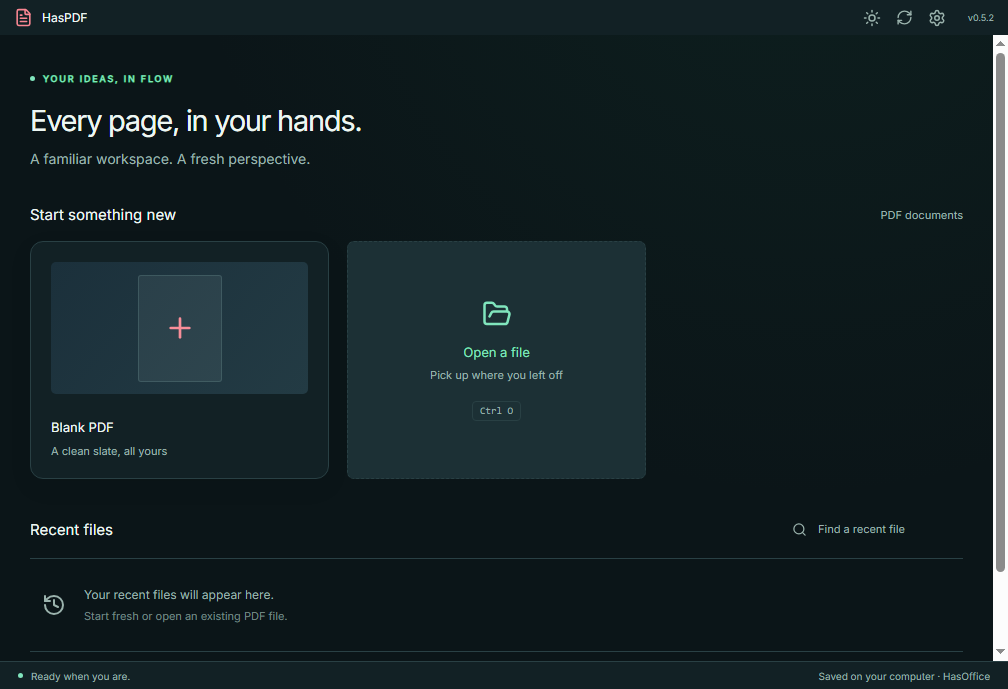 HasPDF
v0.5.2
YOUR IDEAS, IN FLOW
Every page, in your hands.
A familiar workspace. A fresh perspective.
Start something new
PDF documents
Open a file
Pick up where you left off
Ctrl O
Blank PDF
A clean slate, all yours
Recent files
Find a recent file
Your recent files will appear here.
Start fresh or open an existing PDF file.
Ready when you are.
Saved on your computer · HasOffice